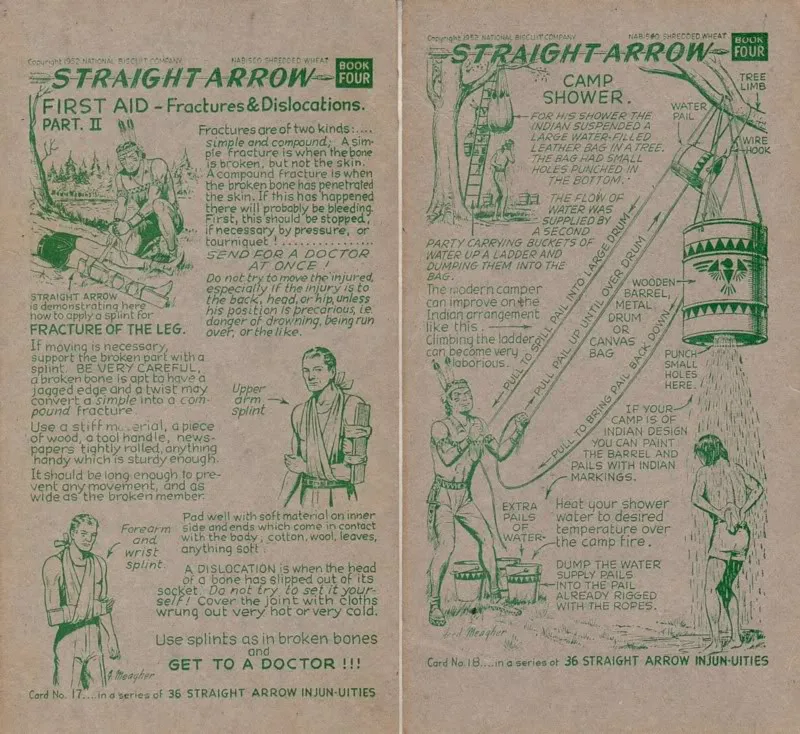 Copyright 1952 NATIONAL BISCUIT COMPANY NABISCO SHREDDED WHEAT
STRAIGHT ARROW
BOOK FOUR
FIRST AID - Fractures & Dislocations.
PART. II
Fractures are of two kinds:....
simple and compound; A sim-
ple fracture is when the bone
is broken, but not the skin.
A compound fracture is when
the broken bone has penetrated
the skin. If this has happened
there will probably be bleeding.
First, this should be stopped,
if necessary by pressure, or
tourniquet! ................
SEND FOR A DOCTOR
AT ONCE!
Do not try to move the injured,
especially if the injury is to
the back, head, or hip, unless
his position is precarious, i.e.
danger of drowning, being run
over, or the like.
STRAIGHT ARROW
is demonstrating here
how to apply a splint for
FRACTURE OF THE LEG.
If moving is necessary,
support the broken part with a
splint. BE VERY CAREFUL,
a broken bone is apt to have a
jagged edge and a twist may
convert a simple into a com-
pound fracture.
Use a stiff material, a piece
of wood, a tool handle, news-
papers tightly rolled, anything
handy which is sturdy enough.
It should be long enough to pre-
vent any movement, and as
wide as the broken member.
Upper
arm
splint
Forearm
and
wrist
splint.
Pad well with soft material on inner
side and ends which come in contact
with the body, cotton, wool, leaves,
anything soft.
A DISLOCATION is when the head
of a bone has slipped out of its
socket. Do not try to set it your-
self! Cover the joint with cloths
wrung out very hot or very cold.
Use splints as in broken bones
and
GET TO A DOCTOR !!!
Meagher
Card No. 17....in a series of 36 STRAIGHT ARROW INJUN-UITIES
Copyright 1952 NATIONAL BISCUIT COMPANY NABISCO SHREDDED WHEAT
STRAIGHT ARROW
BOOK FOUR
CAMP
SHOWER.
FOR HIS SHOWER THE
INDIAN SUSPENDED A
LARGE WATER-FILLED
LEATHER BAG IN A TREE.
THE BAG HAD SMALL
HOLES PUNCHED IN
THE BOTTOM.
THE FLOW OF
WATER WAS
SUPPLIED BY
A SECOND
PARTY CARRYING BUCKETS OF
WATER UP A LADDER AND
DUMPING THEM INTO THE
BAG.
The modern camper
can improve on the
Indian arrangement
like this.
Climbing the ladder
can become very
laborious.
TREE
LIMB
WATER
PAIL
WIRE
HOOK
PULL TO SPILL PAIL INTO LARGE DRUM
PULL PAIL UP UNTIL OVER DRUM
PULL TO BRING PAIL BACK DOWN
WOODEN
BARREL,
METAL
DRUM
OR
CANVAS
BAG
PUNCH
SMALL
HOLES
HERE.
IF YOUR
CAMP IS OF
INDIAN DESIGN
YOU CAN PAINT
THE BARREL AND
PAILS WITH INDIAN
MARKINGS.
EXTRA
PAILS
OF
WATER
Heat your shower
water to desired
temperature over
the camp fire.
DUMP THE WATER
SUPPLY PAILS
INTO THE PAIL
ALREADY RIGGED
WITH THE ROPES.
Fred Meagher
Card No. 18....in a series of 36 STRAIGHT ARROW INJUN-UITIES